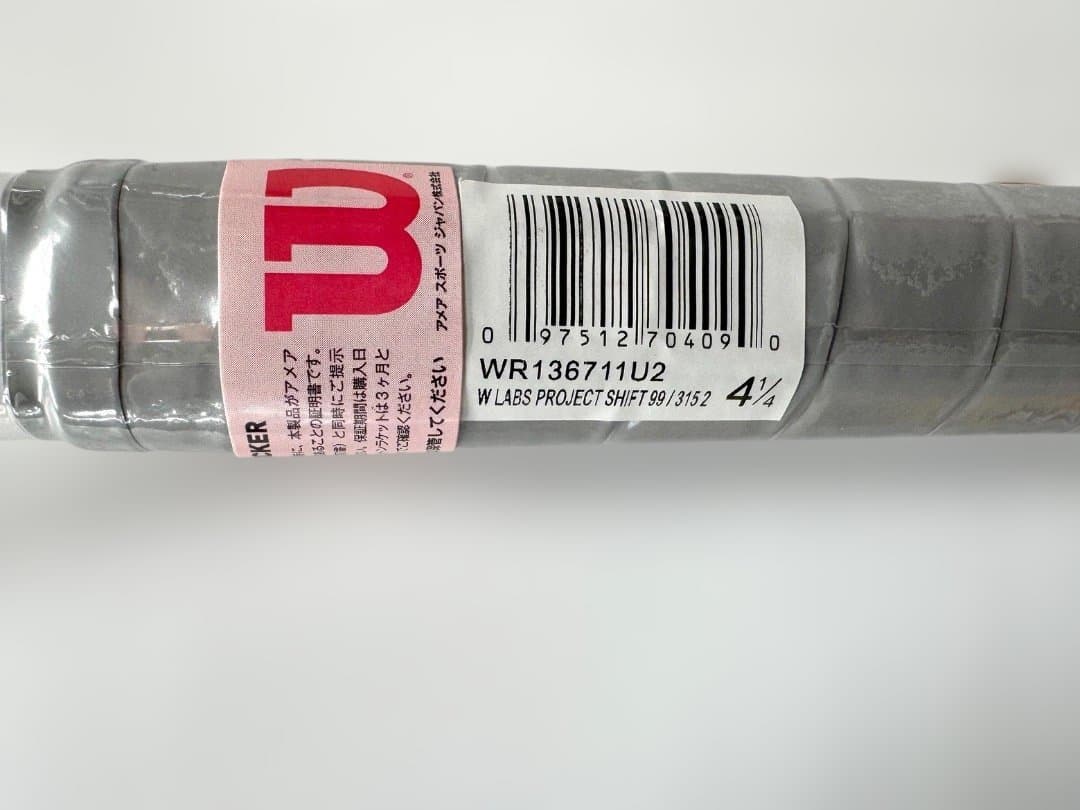 W®
アメア スポーツ ジャパン株式会社
CKER
に、本製品がアメア
ることの証明書です。
と同時にご提示
保証期間は購入日
ンラケットは3ヶ月と
ご確認ください。
管してください
0 97512 70409 0
WR136711U2
W LABS PROJECT SHIFT 99 / 315 2 4 1/4